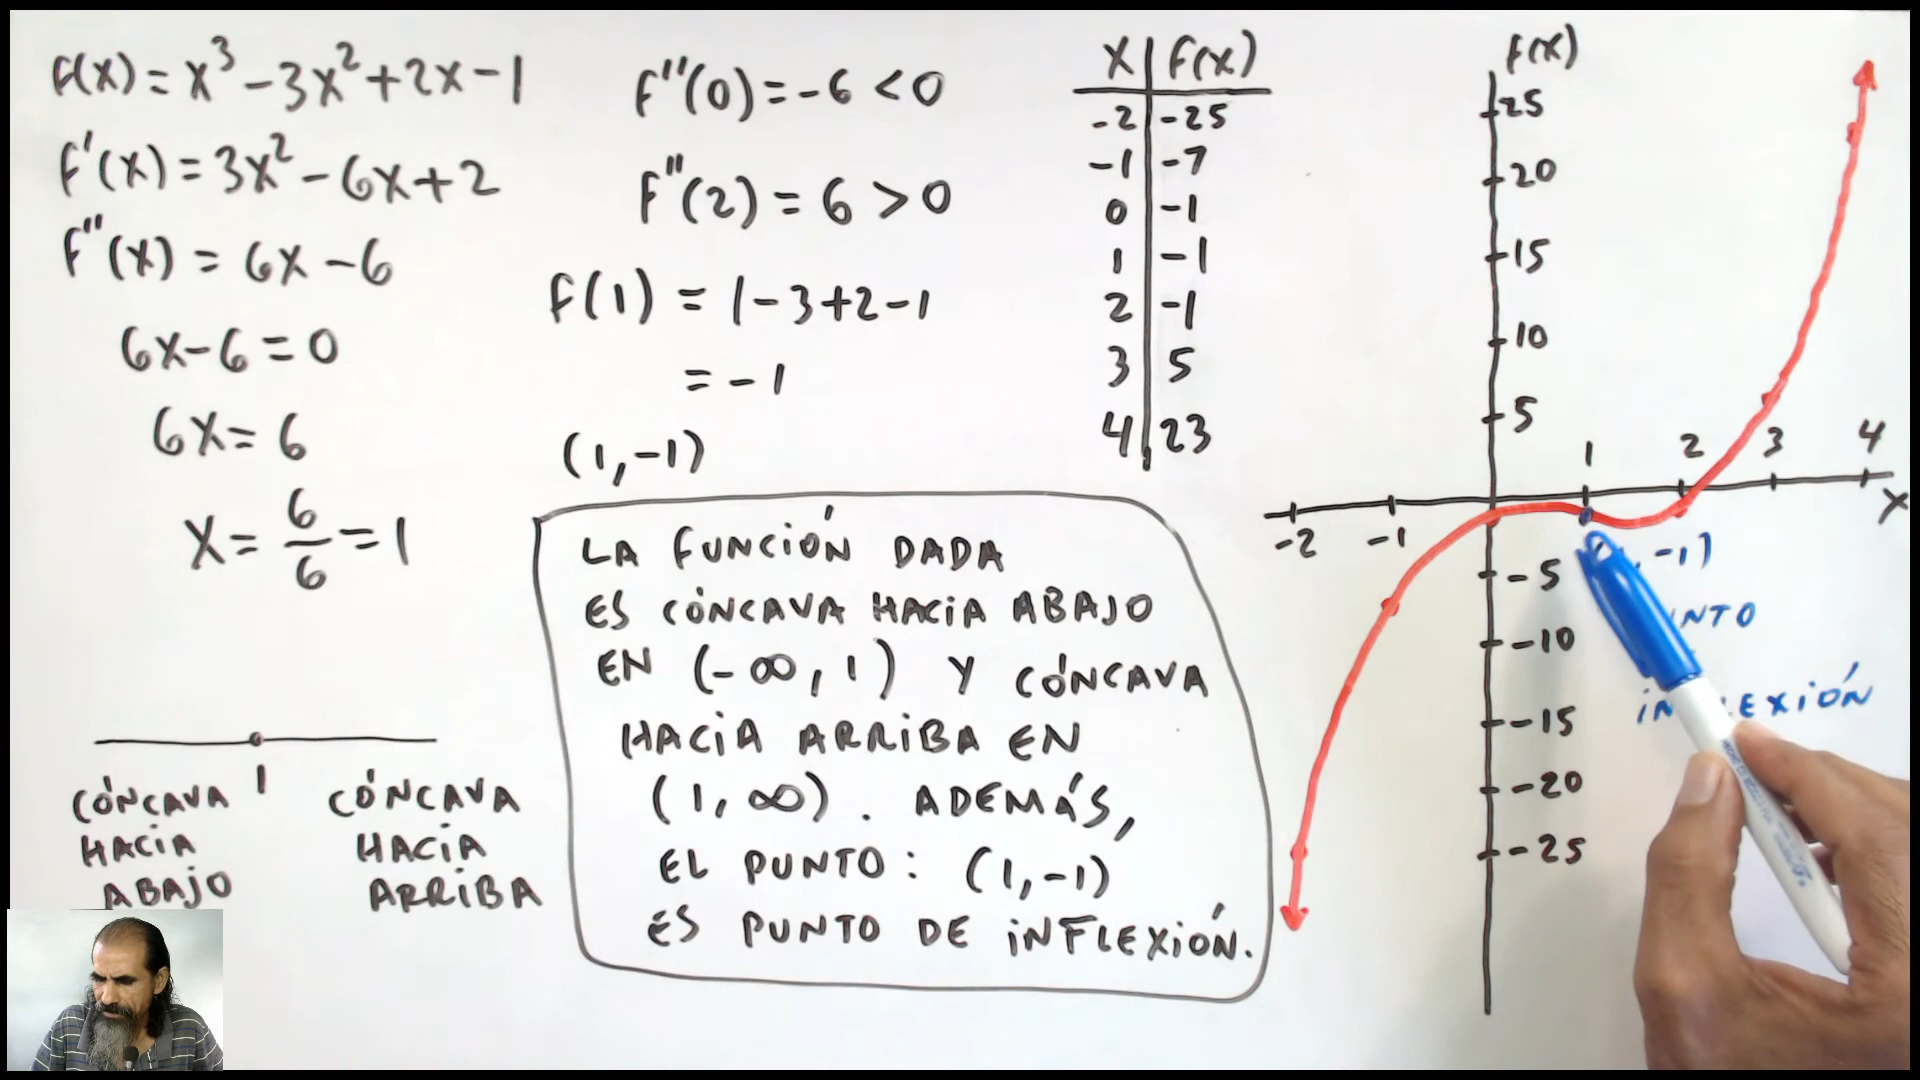 F(X) = X³ - 3X² + 2X - 1
F'(X) = 3X² - 6X + 2
F''(X) = 6X - 6
6X - 6 = 0
6X = 6
X = 6/6 = 1
1
CÓNCAVA
HACIA
ABAJO
CÓNCAVA
HACIA
ARRIBA
F''(0) = -6 < 0
F''(2) = 6 > 0
F(1) = 1 - 3 + 2 - 1
= -1
(1, -1)
LA FUNCIÓN DADA
ES CÓNCAVA HACIA ABAJO
EN (-∞, 1) Y CÓNCAVA
HACIA ARRIBA EN
(1, ∞). ADEMÁS,
EL PUNTO: (1, -1)
ES PUNTO DE INFLEXIÓN.
X | F(X)
-2 | -25
-1 | -7
0 | -1
1 | -1
2 | -1
3 | 5
4 | 23
F(X)
25
20
15
10
5
-2 -1 1 2 3 4 X
-5
-10
-15
-20
-25
, -1)